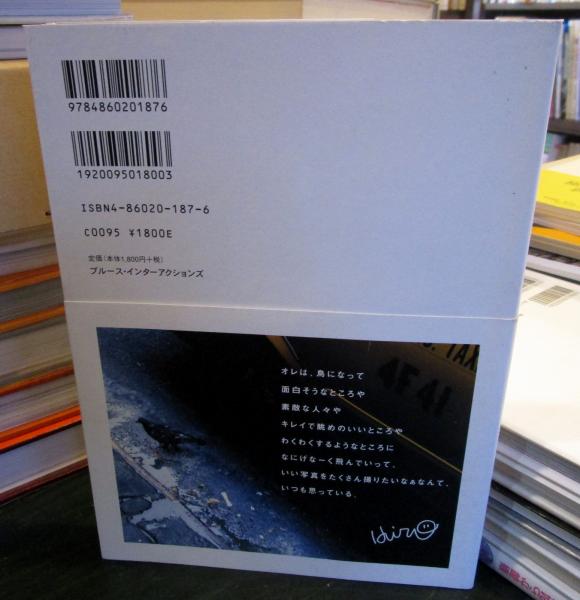 9784860201876
1920095018003
ISBN4-86020-187-6
C0095 ¥1800E
定価(本体1,800円+税)
ブルース・インターアクションズ
TAXI
4F41
オレは、鳥になって
面白そうなところや
素敵な人々や
キレイで眺めのいいところや
わくわくするようなところに
なにげなーく飛んでいって、
いい写真をたくさん撮りたいなぁなんて、
いつも思っている。